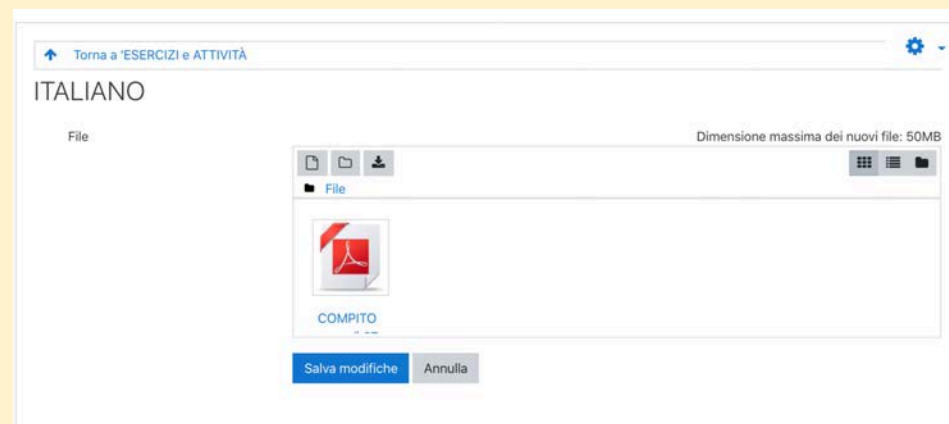 Torna a 'ESERCIZI e ATTIVITÀ
ITALIANO
File
Dimensione massima dei nuovi file: 50MB
File
COMPITO
Salva modifiche
Annulla